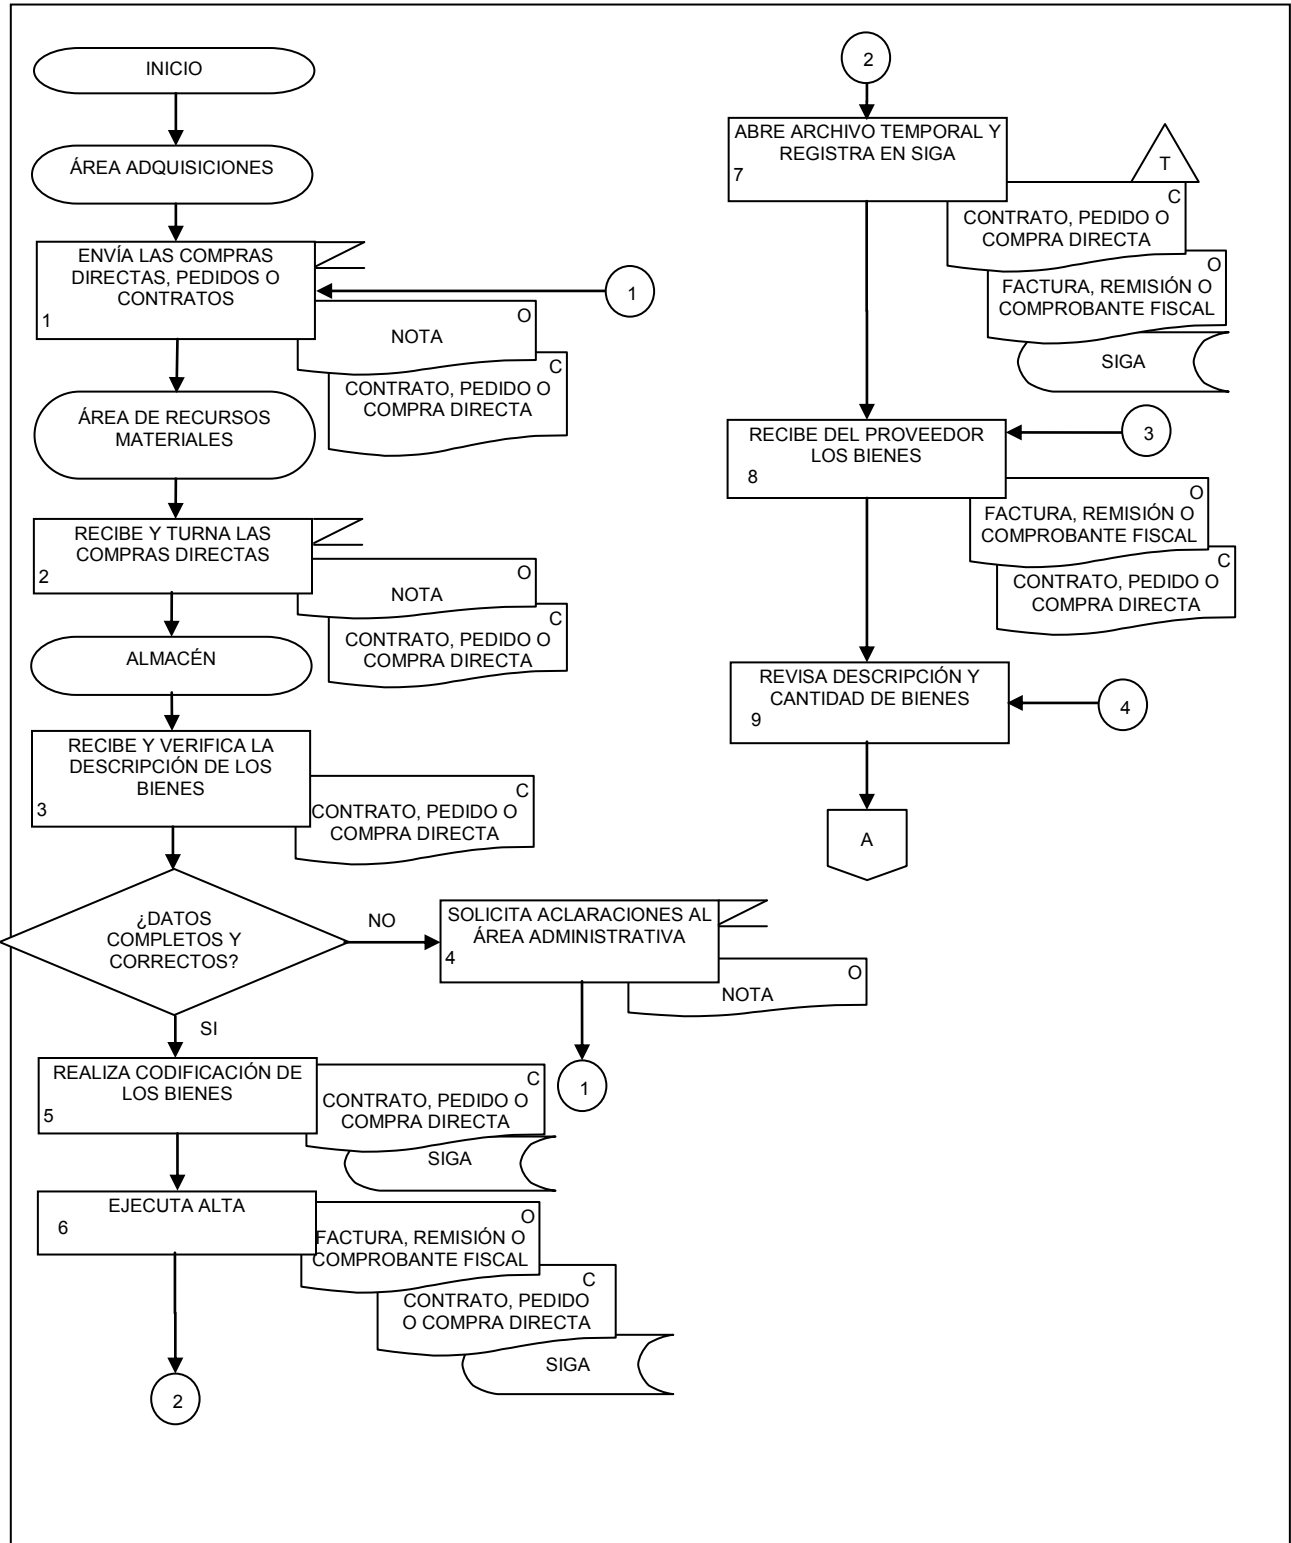 INICIO
ÁREA ADQUISICIONES
ENVÍA LAS COMPRAS
DIRECTAS, PEDIDOS O
CONTRATOS
1
1
O
NOTA
C
CONTRATO, PEDIDO O
COMPRA DIRECTA
ÁREA DE RECURSOS
MATERIALES
RECIBE Y TURNA LAS
COMPRAS DIRECTAS
2
O
NOTA
C
CONTRATO, PEDIDO O
COMPRA DIRECTA
ALMACÉN
RECIBE Y VERIFICA LA
DESCRIPCIÓN DE LOS
BIENES
3
C
CONTRATO, PEDIDO O
COMPRA DIRECTA
¿DATOS
COMPLETOS Y
CORRECTOS?
NO
SOLICITA ACLARACIONES AL
ÁREA ADMINISTRATIVA
4
O
NOTA
1
SI
REALIZA CODIFICACIÓN DE
LOS BIENES
5
C
CONTRATO, PEDIDO O
COMPRA DIRECTA
SIGA
EJECUTA ALTA
6
O
FACTURA, REMISIÓN O
COMPROBANTE FISCAL
C
CONTRATO, PEDIDO
O COMPRA DIRECTA
SIGA
2
2
ABRE ARCHIVO TEMPORAL Y
REGISTRA EN SIGA
7
T
C
CONTRATO, PEDIDO O
COMPRA DIRECTA
O
FACTURA, REMISIÓN O
COMPROBANTE FISCAL
SIGA
RECIBE DEL PROVEEDOR
LOS BIENES
8
3
O
FACTURA, REMISIÓN O
COMPROBANTE FISCAL
C
CONTRATO, PEDIDO O
COMPRA DIRECTA
REVISA DESCRIPCIÓN Y
CANTIDAD DE BIENES
9
4
A